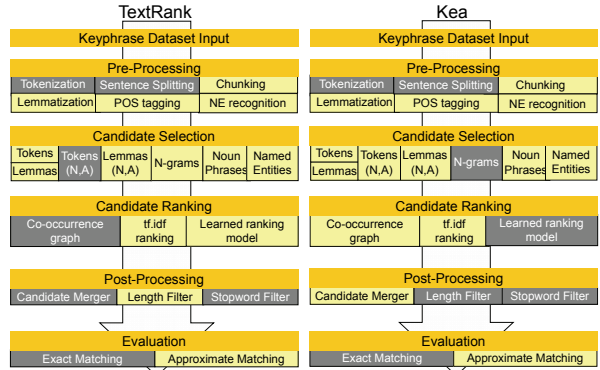 TextRank
Keyphrase Dataset Input
Pre-Processing
Tokenization Sentence Splitting Chunking
Lemmatization POS tagging NE recognition
Candidate Selection
Tokens Tokens Lemmas N-grams Noun Named
Lemmas (N,A) (N,A) Phrases Entities
Candidate Ranking
Co-occurrence tf.idf Learned ranking
graph ranking model
Post-Processing
Candidate Merger Length Filter Stopword Filter
Evaluation
Exact Matching Approximate Matching
Kea
Keyphrase Dataset Input
Pre-Processing
Tokenization Sentence Splitting Chunking
Lemmatization POS tagging NE recognition
Candidate Selection
Tokens Tokens Lemmas N-grams Noun Named
Lemmas (N,A) (N,A) Phrases Entities
Candidate Ranking
Co-occurrence tf.idf Learned ranking
graph ranking model
Post-Processing
Candidate Merger Length Filter Stopword Filter
Evaluation
Exact Matching Approximate Matching